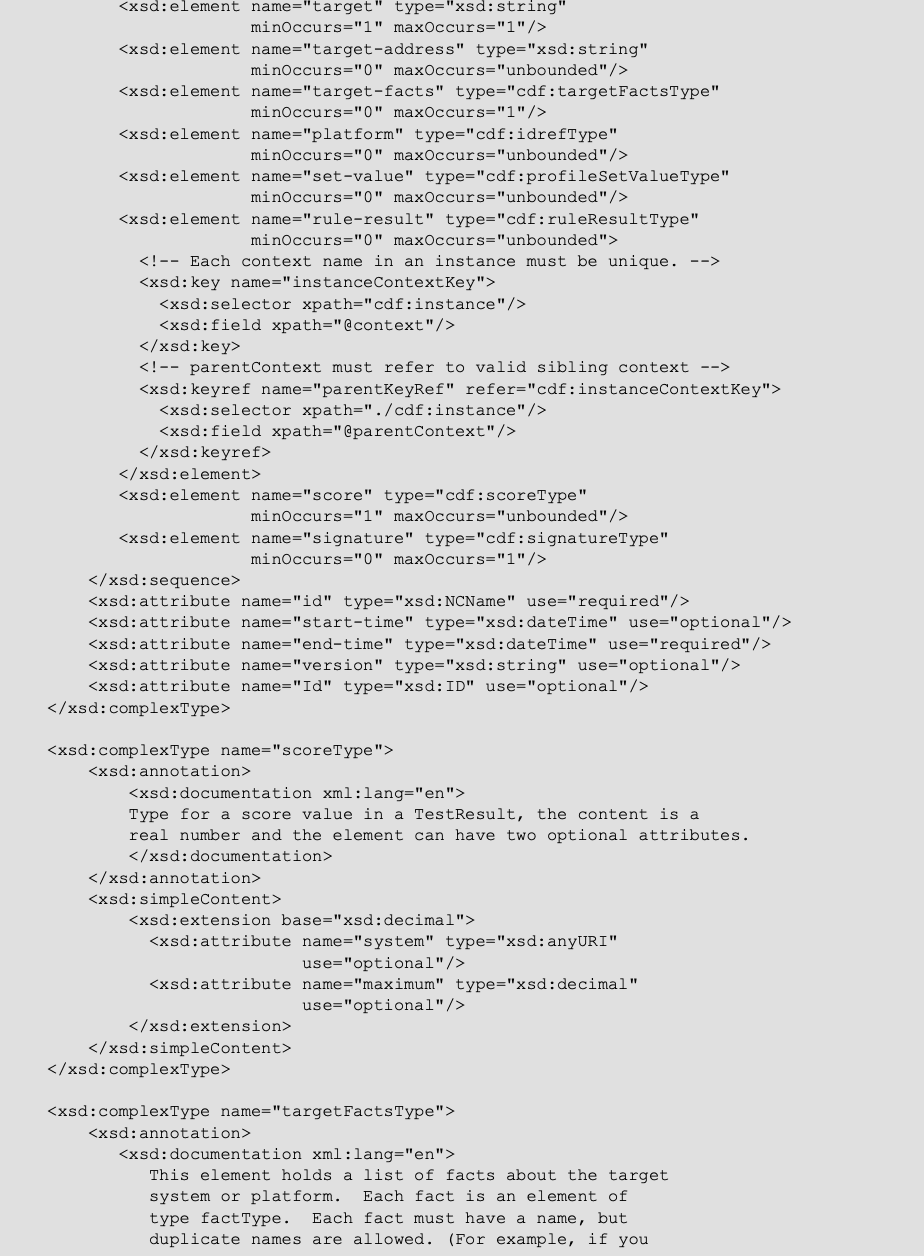 <xsd:element name="target" type="xsd:string"
minOccurs="1" maxOccurs="1"/>
<xsd:element name="target-address" type="xsd:string"
minOccurs="0" maxOccurs="unbounded"/>
<xsd:element name="target-facts" type="cdf:targetFactsType"
minOccurs="0" maxOccurs="1"/>
<xsd:element name="platform" type="cdf:idrefType"
minOccurs="0" maxOccurs="unbounded"/>
<xsd:element name="set-value" type="cdf:profileSetValueType"
minOccurs="0" maxOccurs="unbounded"/>
<xsd:element name="rule-result" type="cdf:ruleResultType"
minOccurs="0" maxOccurs="unbounded">
<!-- Each context name in an instance must be unique. -->
<xsd:key name="instanceContextKey">
<xsd:selector xpath="cdf:instance"/>
<xsd:field xpath="@context"/>
</xsd:key>
<!-- parentContext must refer to valid sibling context -->
<xsd:keyref name="parentKeyRef" refer="cdf:instanceContextKey">
<xsd:selector xpath="./cdf:instance"/>
<xsd:field xpath="@parentContext"/>
</xsd:keyref>
</xsd:element>
<xsd:element name="score" type="cdf:scoreType"
minOccurs="1" maxOccurs="unbounded"/>
<xsd:element name="signature" type="cdf:signatureType"
minOccurs="0" maxOccurs="1"/>
</xsd:sequence>
<xsd:attribute name="id" type="xsd:NCName" use="required"/>
<xsd:attribute name="start-time" type="xsd:dateTime" use="optional"/>
<xsd:attribute name="end-time" type="xsd:dateTime" use="required"/>
<xsd:attribute name="version" type="xsd:string" use="optional"/>
<xsd:attribute name="Id" type="xsd:ID" use="optional"/>
</xsd:complexType>
<xsd:complexType name="scoreType">
<xsd:annotation>
<xsd:documentation xml:lang="en">
Type for a score value in a TestResult, the content is a
real number and the element can have two optional attributes.
</xsd:documentation>
</xsd:annotation>
<xsd:simpleContent>
<xsd:extension base="xsd:decimal">
<xsd:attribute name="system" type="xsd:anyURI"
use="optional"/>
<xsd:attribute name="maximum" type="xsd:decimal"
use="optional"/>
</xsd:extension>
</xsd:simpleContent>
</xsd:complexType>
<xsd:complexType name="targetFactsType">
<xsd:annotation>
<xsd:documentation xml:lang="en">
This element holds a list of facts about the target
system or platform.  Each fact is an element of
type factType.  Each fact must have a name, but
duplicate names are allowed. (For example, if you